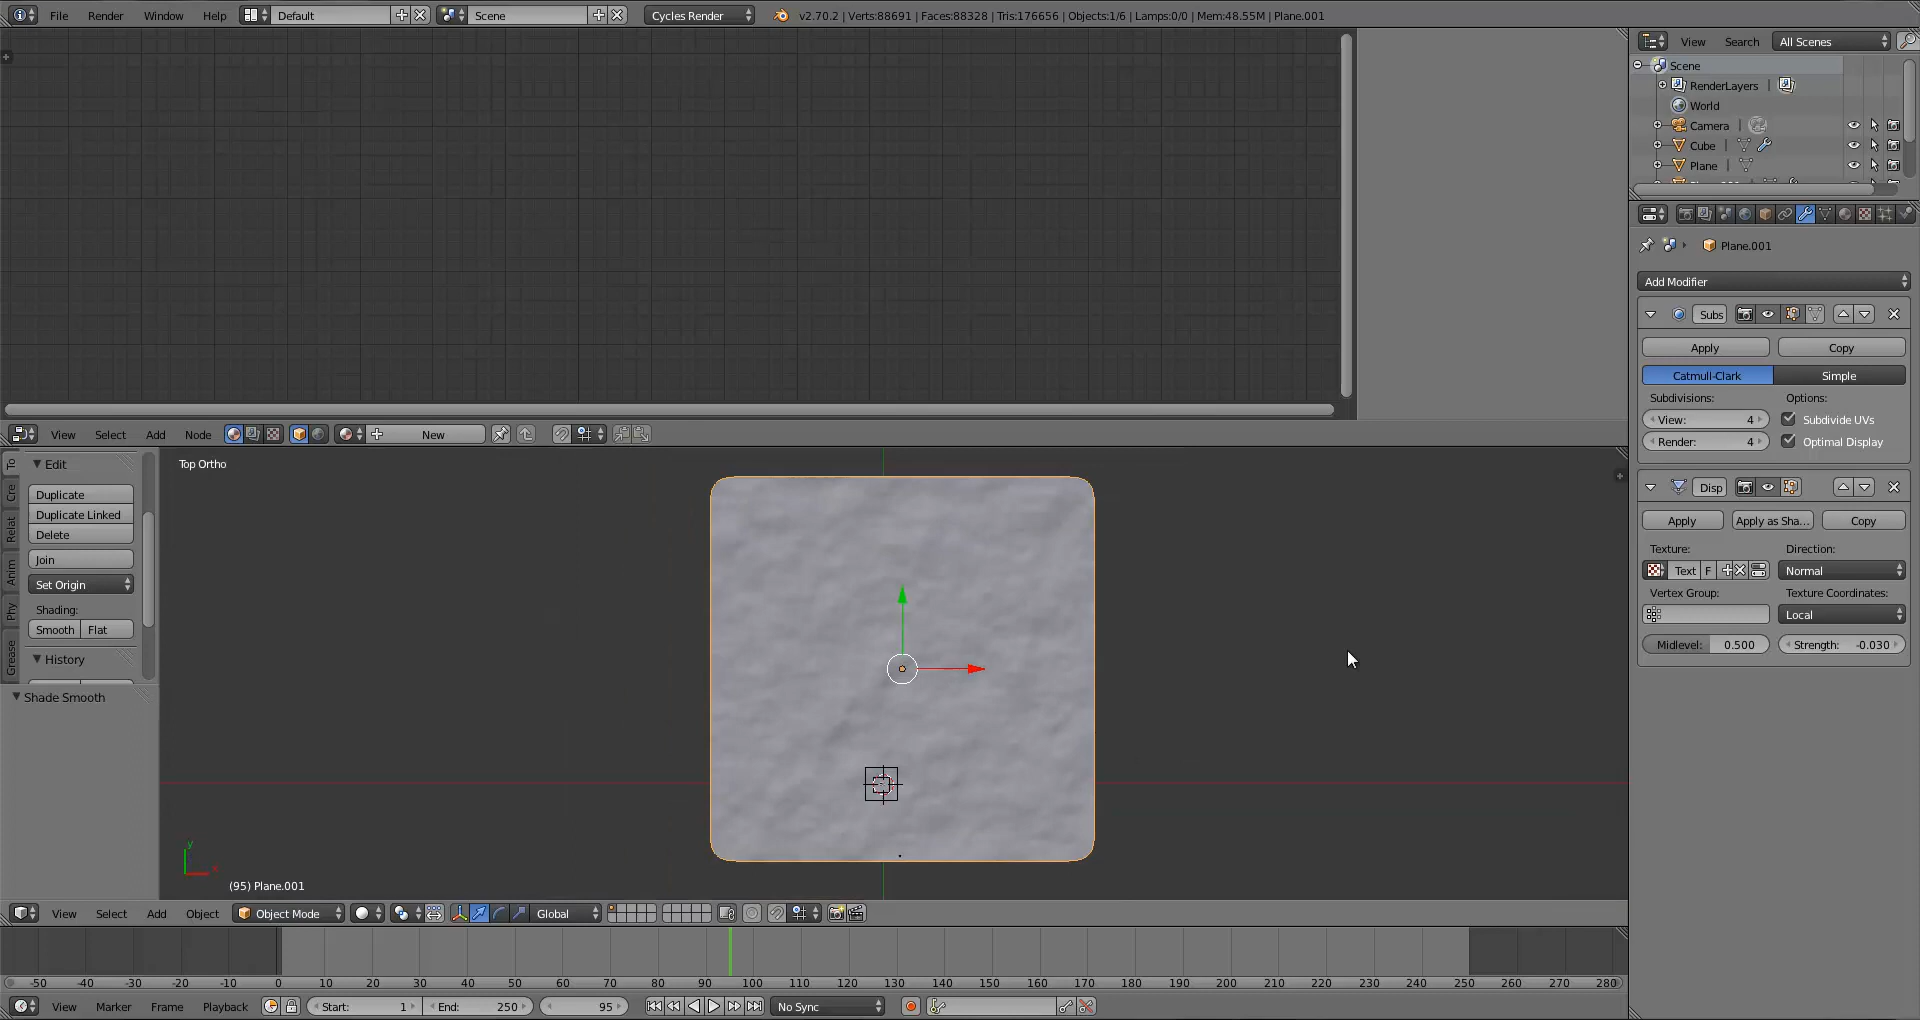 File Render Window Help Default Scene Cycles Render v2.70.2 | Verts:88691 | Faces:88328 | Tris:176656 | Objects:1/6 | Lamps:0/0 | Mem:48.55M | Plane.001
View Search All Scenes
Scene
RenderLayers
World
Camera
Cube
Plane
Plane.001
Add Modifier
Subs
Apply Copy
Catmull-Clark Simple
Subdivisions: Options:
View: 4 Subdivide UVs
Render: 4 Optimal Display
Disp
Apply Apply as Sha... Copy
Texture: Direction:
Text F Normal
Vertex Group: Texture Coordinates:
Local
Midlevel: 0.500 Strength: -0.030
View Select Add Node New
To
Cre
Relat
Anim
Phy
Grease
Edit
Duplicate
Duplicate Linked
Delete
Join
Set Origin
Shading:
Smooth Flat
History
Shade Smooth
Top Ortho
y
x
(95) Plane.001
View Select Add Object Object Mode Global
-50 -40 -30 -20 -10 0 10 20 30 40 50 60 70 80 90 100 110 120 130 140 150 160 170 180 190 200 210 220 230 240 250 260 270 280
View Marker Frame Playback Start: 1 End: 250 95 No Sync